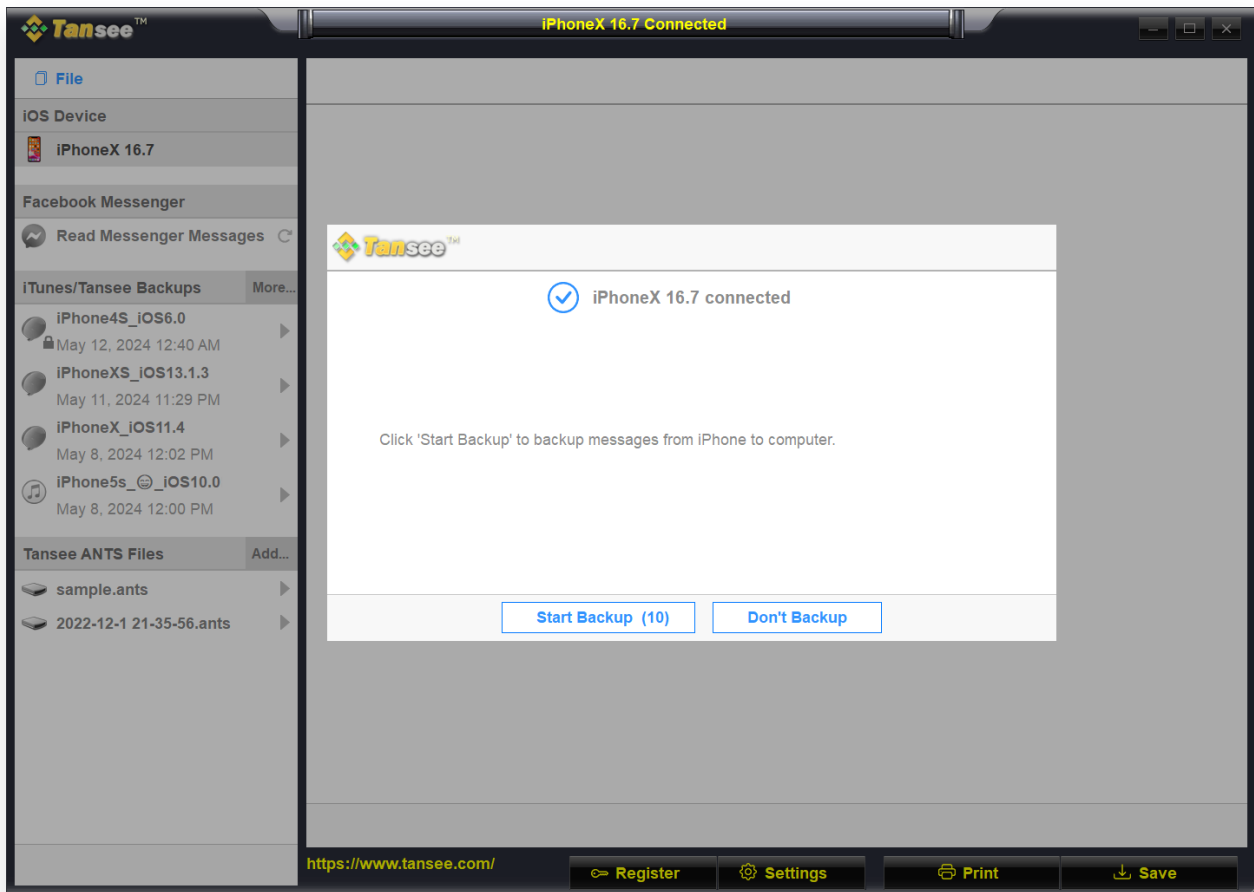 Tansee™
iPhoneX 16.7 Connected
File
iOS Device
iPhoneX 16.7
Facebook Messenger
Read Messenger Messages
iTunes/Tansee Backups More...
iPhone4S_iOS6.0
May 12, 2024 12:40 AM
iPhoneXS_iOS13.1.3
May 11, 2024 11:29 PM
iPhoneX_iOS11.4
May 8, 2024 12:02 PM
iPhone5s_😄_iOS10.0
May 8, 2024 12:00 PM
Tansee ANTS Files Add...
sample.ants
2022-12-1 21-35-56.ants
Tansee™
iPhoneX 16.7 connected
Click 'Start Backup' to backup messages from iPhone to computer.
Start Backup (10) Don't Backup
https://www.tansee.com/
Register Settings Print Save